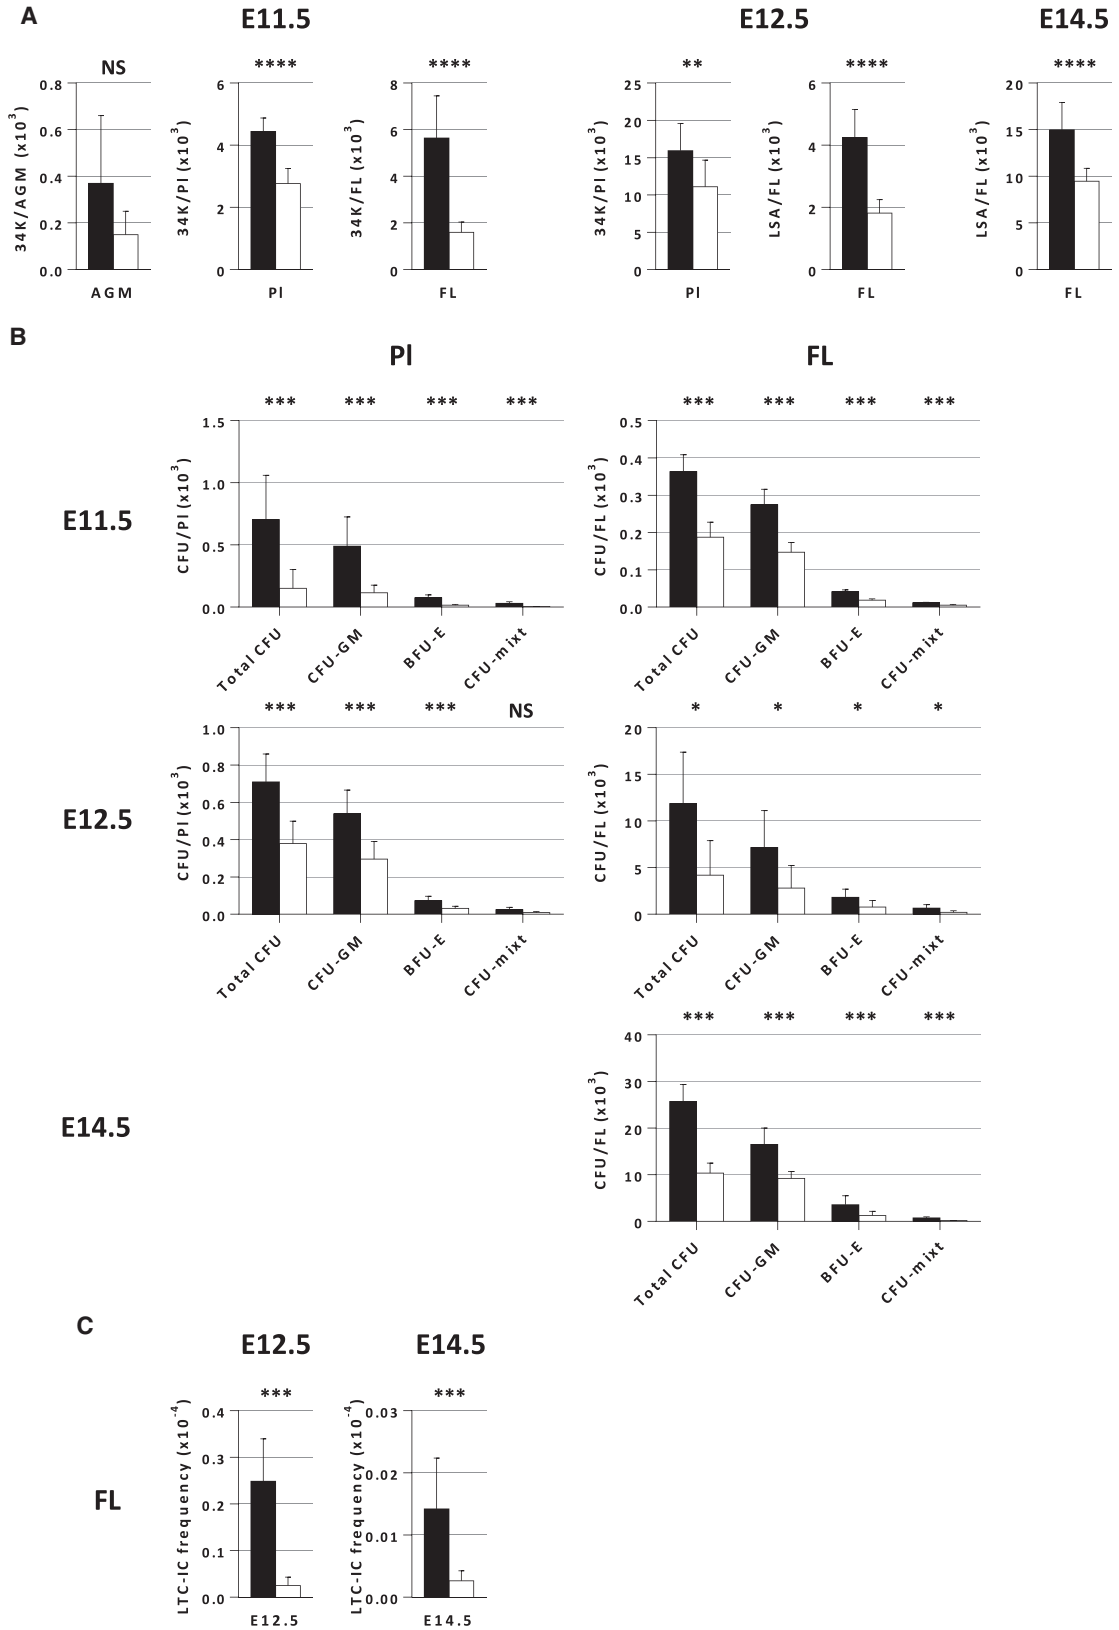 A
E11.5
E12.5
E14.5
NS
****
****
**
****
****
34K/AGM (x10³)
0.8
0.6
0.4
0.2
0.0
AGM
34K/Pl (x10³)
6
4
2
0
Pl
34K/FL (x10³)
8
6
4
2
0
FL
34K/Pl (x10³)
25
20
15
10
5
0
Pl
LSA/FL (x10³)
6
4
2
0
FL
LSA/FL (x10³)
20
15
10
5
0
FL
B
Pl
FL
E11.5
*** *** *** ***
CFU/Pl (x10³)
1.5
1.0
0.5
0.0
Total CFU
CFU-GM
BFU-E
CFU-mixt
*** *** *** ***
CFU/FL (x10³)
0.5
0.4
0.3
0.2
0.1
0.0
Total CFU
CFU-GM
BFU-E
CFU-mixt
E12.5
*** *** *** NS
CFU/Pl (x10³)
1.0
0.8
0.6
0.4
0.2
0.0
Total CFU
CFU-GM
BFU-E
CFU-mixt
* * * *
CFU/FL (x10³)
20
15
10
5
0
Total CFU
CFU-GM
BFU-E
CFU-mixt
E14.5
*** *** *** ***
CFU/FL (x10³)
40
30
20
10
0
Total CFU
CFU-GM
BFU-E
CFU-mixt
C
E12.5
E14.5
FL
***
LTC-IC frequency (x10⁻⁴)
0.4
0.3
0.2
0.1
0.0
E12.5
***
LTC-IC frequency (x10⁻⁴)
0.03
0.02
0.01
0.00
E14.5